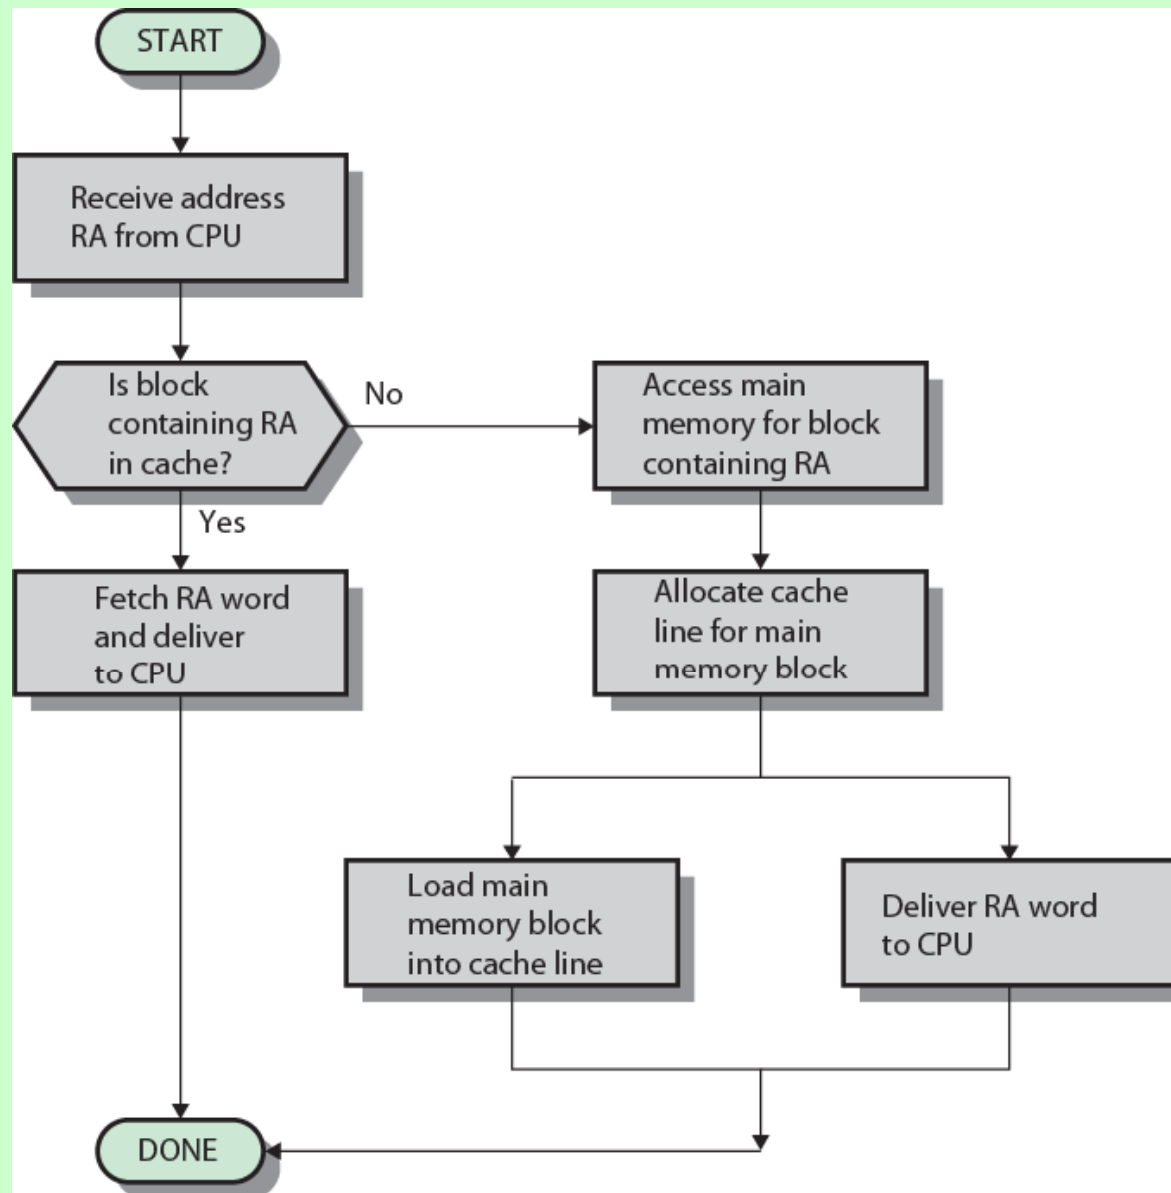 START
Receive address
RA from CPU
Is block
containing RA
in cache?
No
Access main
memory for block
containing RA
Yes
Fetch RA word
and deliver
to CPU
Allocate cache
line for main
memory block
Load main
memory block
into cache line
Deliver RA word
to CPU
DONE